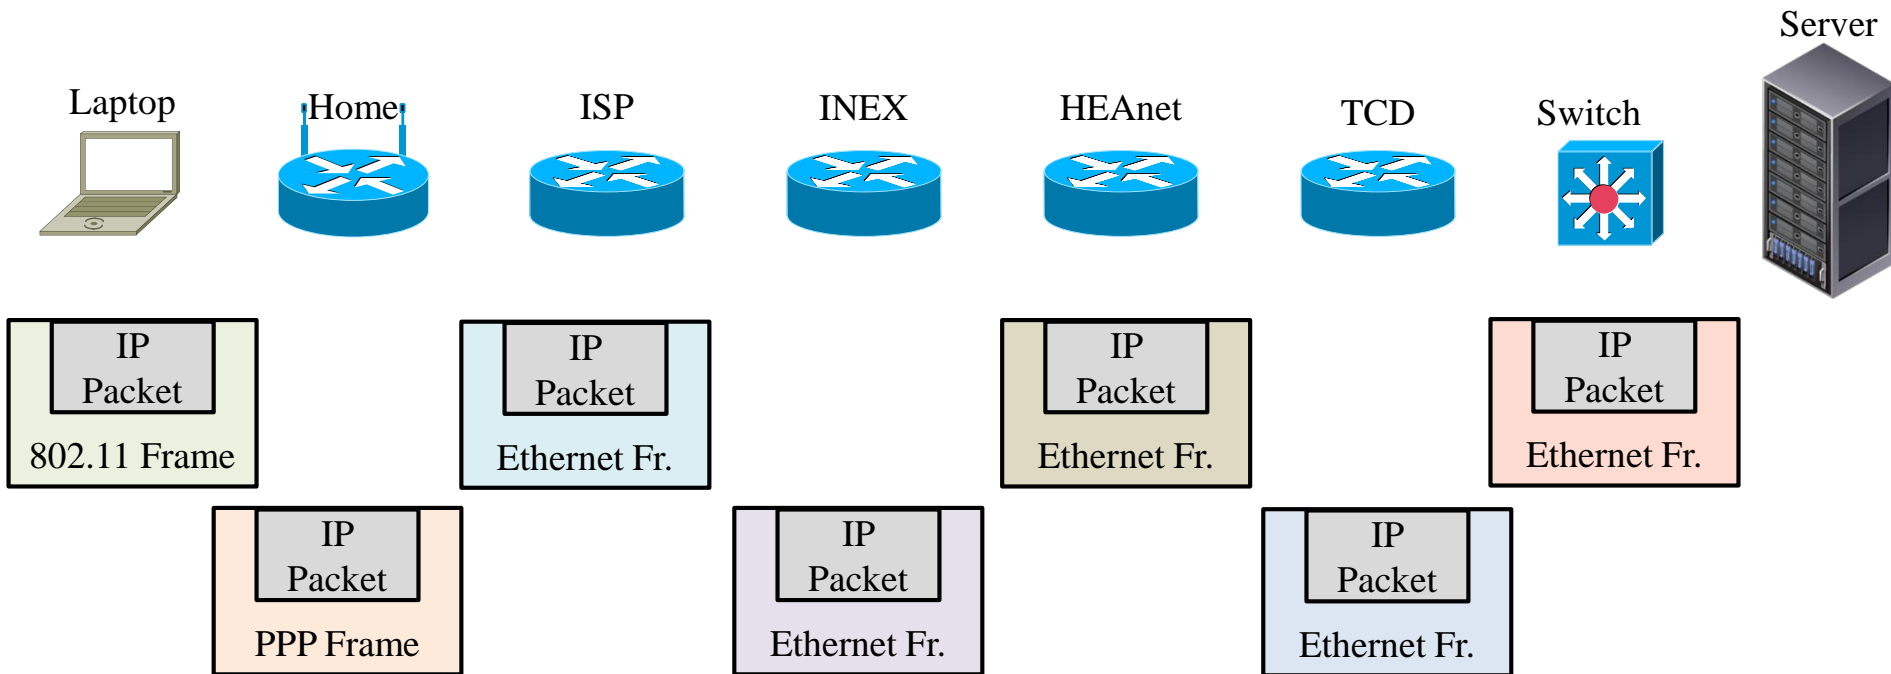 Server
Laptop
Home
ISP
INEX
HEAnet
TCD
Switch
IP
Packet
802.11 Frame
IP
Packet
Ethernet Fr.
IP
Packet
Ethernet Fr.
IP
Packet
Ethernet Fr.
IP
Packet
PPP Frame
IP
Packet
Ethernet Fr.
IP
Packet
Ethernet Fr.